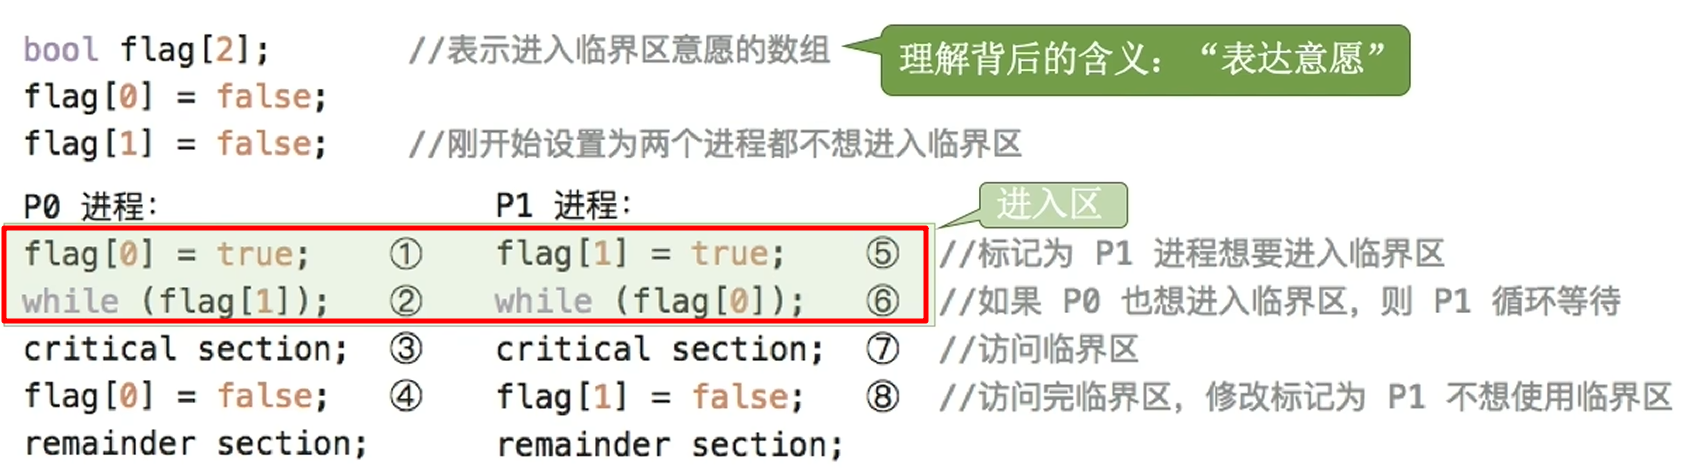 bool flag[2]; //表示进入临界区意愿的数组 理解背后的含义：“表达意愿”
flag[0] = false;
flag[1] = false; //刚开始设置为两个进程都不想进入临界区
P0 进程： P1 进程： 进入区
flag[0] = true; ① flag[1] = true; ⑤ //标记为 P1 进程想要进入临界区
while (flag[1]); ② while (flag[0]); ⑥ //如果 P0 也想进入临界区，则 P1 循环等待
critical section; ③ critical section; ⑦ //访问临界区
flag[0] = false; ④ flag[1] = false; ⑧ //访问完临界区，修改标记为 P1 不想使用临界区
remainder section; remainder section;